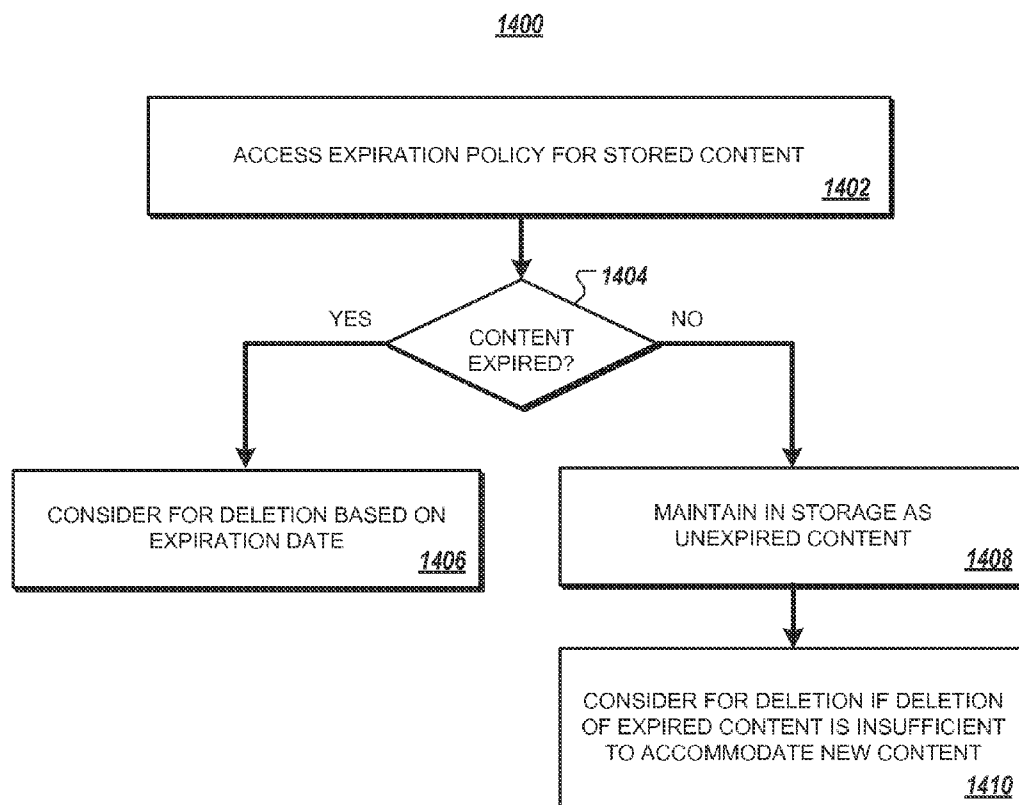 1400
ACCESS EXPIRATION POLICY FOR STORED CONTENT
1402
1404
YES
NO
CONTENT
EXPIRED?
CONSIDER FOR DELETION BASED ON
EXPIRATION DATE
1406
MAINTAIN IN STORAGE AS
UNEXPIRED CONTENT
1408
CONSIDER FOR DELETION IF DELETION
OF EXPIRED CONTENT IS INSUFFICIENT
TO ACCOMMODATE NEW CONTENT
1410